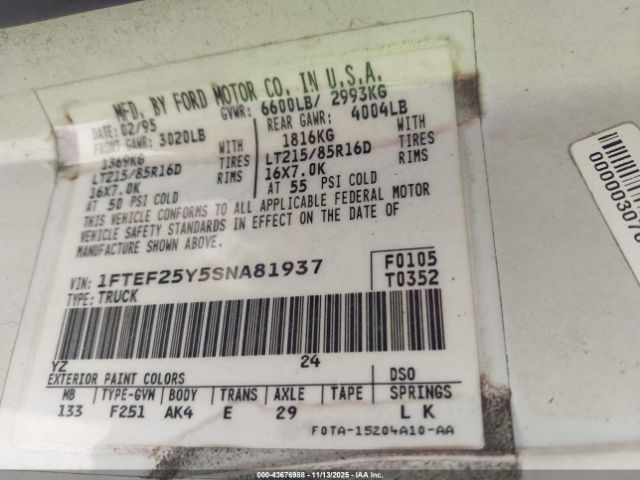 MFD. BY FORD MOTOR CO. IN U.S.A.
DATE: 02/95 GVWR: 6600LB/ 2993KG
FRONT GAWR: 3020LB REAR GAWR: 4004LB
1369KG WITH 1816KG WITH
LT215/85R16D TIRES LT215/85R16D TIRES
16X7.0K RIMS 16X7.0K RIMS
AT 50 PSI COLD AT 55 PSI COLD
THIS VEHICLE CONFORMS TO ALL APPLICABLE FEDERAL MOTOR
VEHICLE SAFETY STANDARDS IN EFFECT ON THE DATE OF
MANUFACTURE SHOWN ABOVE.
VIN: 1FTEF25Y5SNA81937 F0105
TYPE: TRUCK T0352
YZ 24
EXTERIOR PAINT COLORS DSO
WB TYPE-GVW BODY TRANS AXLE TAPE SPRINGS
133 F251 AK4 E 29 L K
F0TA-15204A10-AA
000-43676988 | 11/13/2025 - IAA Inc.